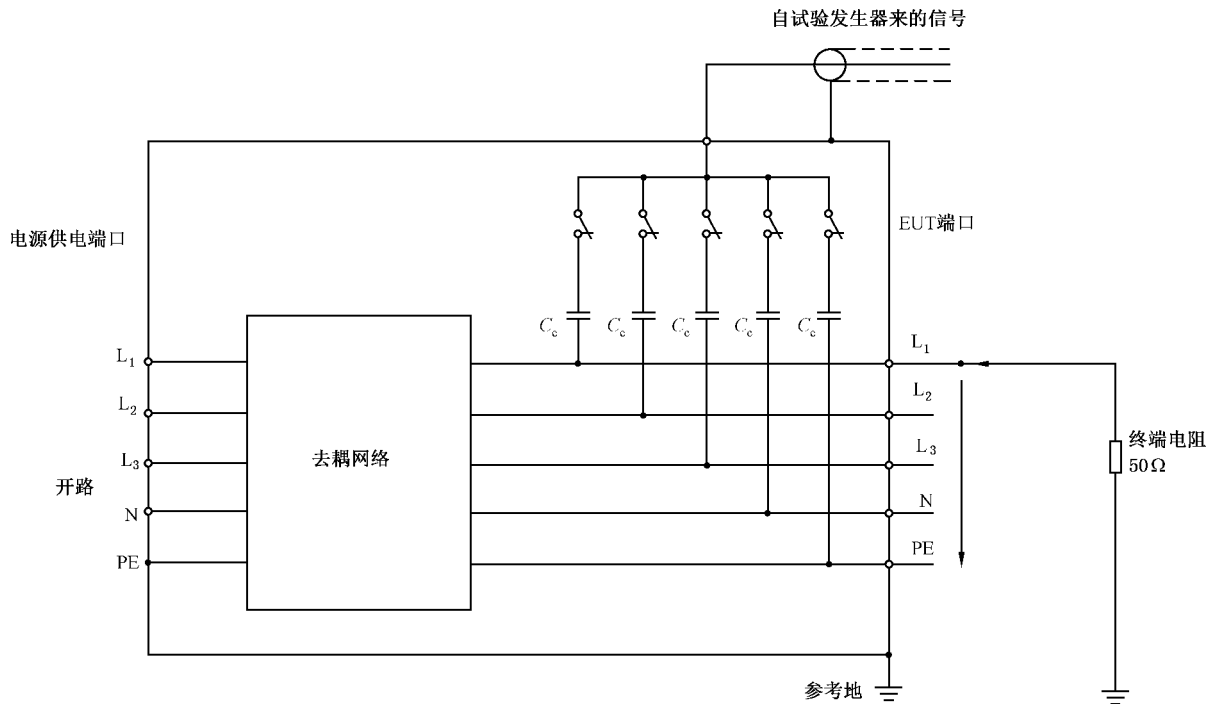 自试验发生器来的信号
电源供电端口
EUT端口
Cc Cc Cc Cc Cc
L1
L2
L3
N
PE
开路
去耦网络
L1
L2
L3
N
PE
终端电阻
50Ω
参考地